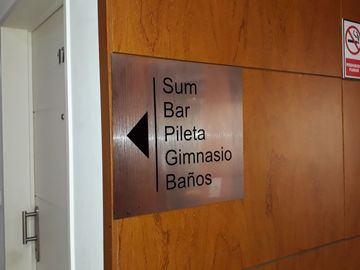 Sum
Bar
Pileta
Gimnasio
Baños